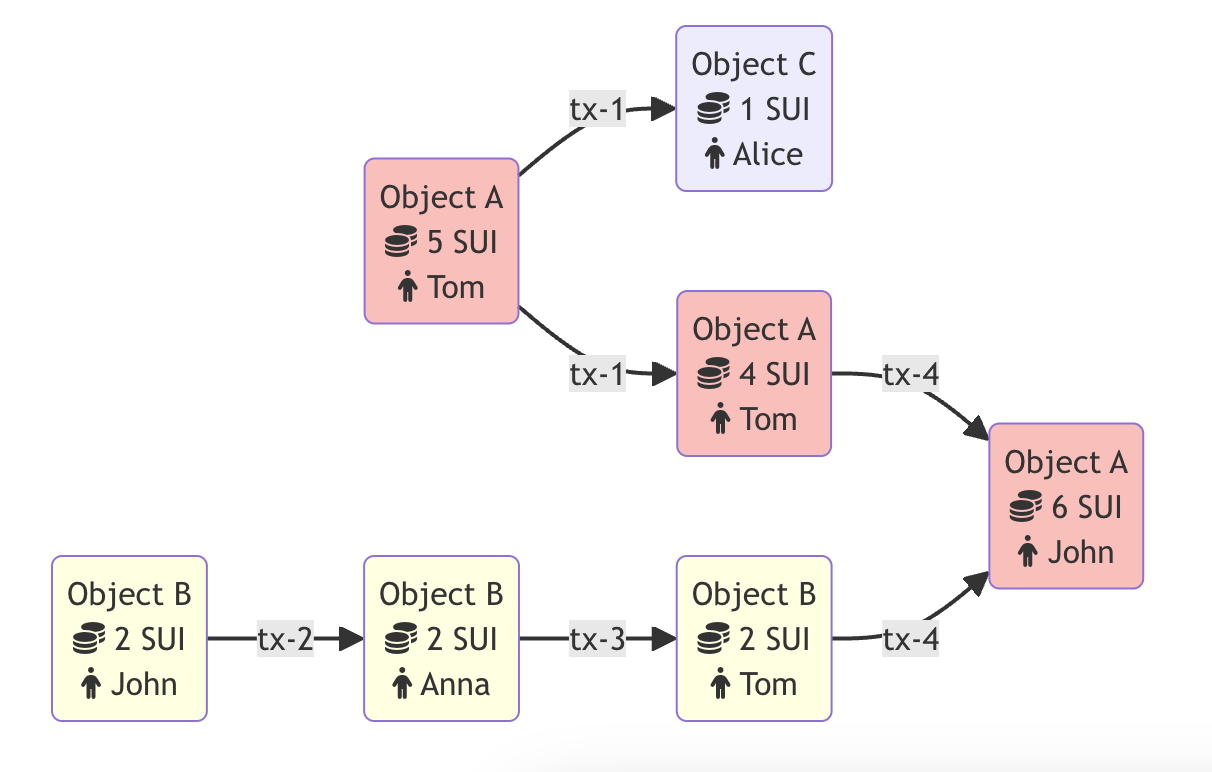 Object C
1 SUI
Alice
tx-1
Object A
5 SUI
Tom
tx-1
Object A
4 SUI
Tom
tx-4
Object A
6 SUI
John
Object B
2 SUI
John
tx-2
Object B
2 SUI
Anna
tx-3
Object B
2 SUI
Tom
tx-4